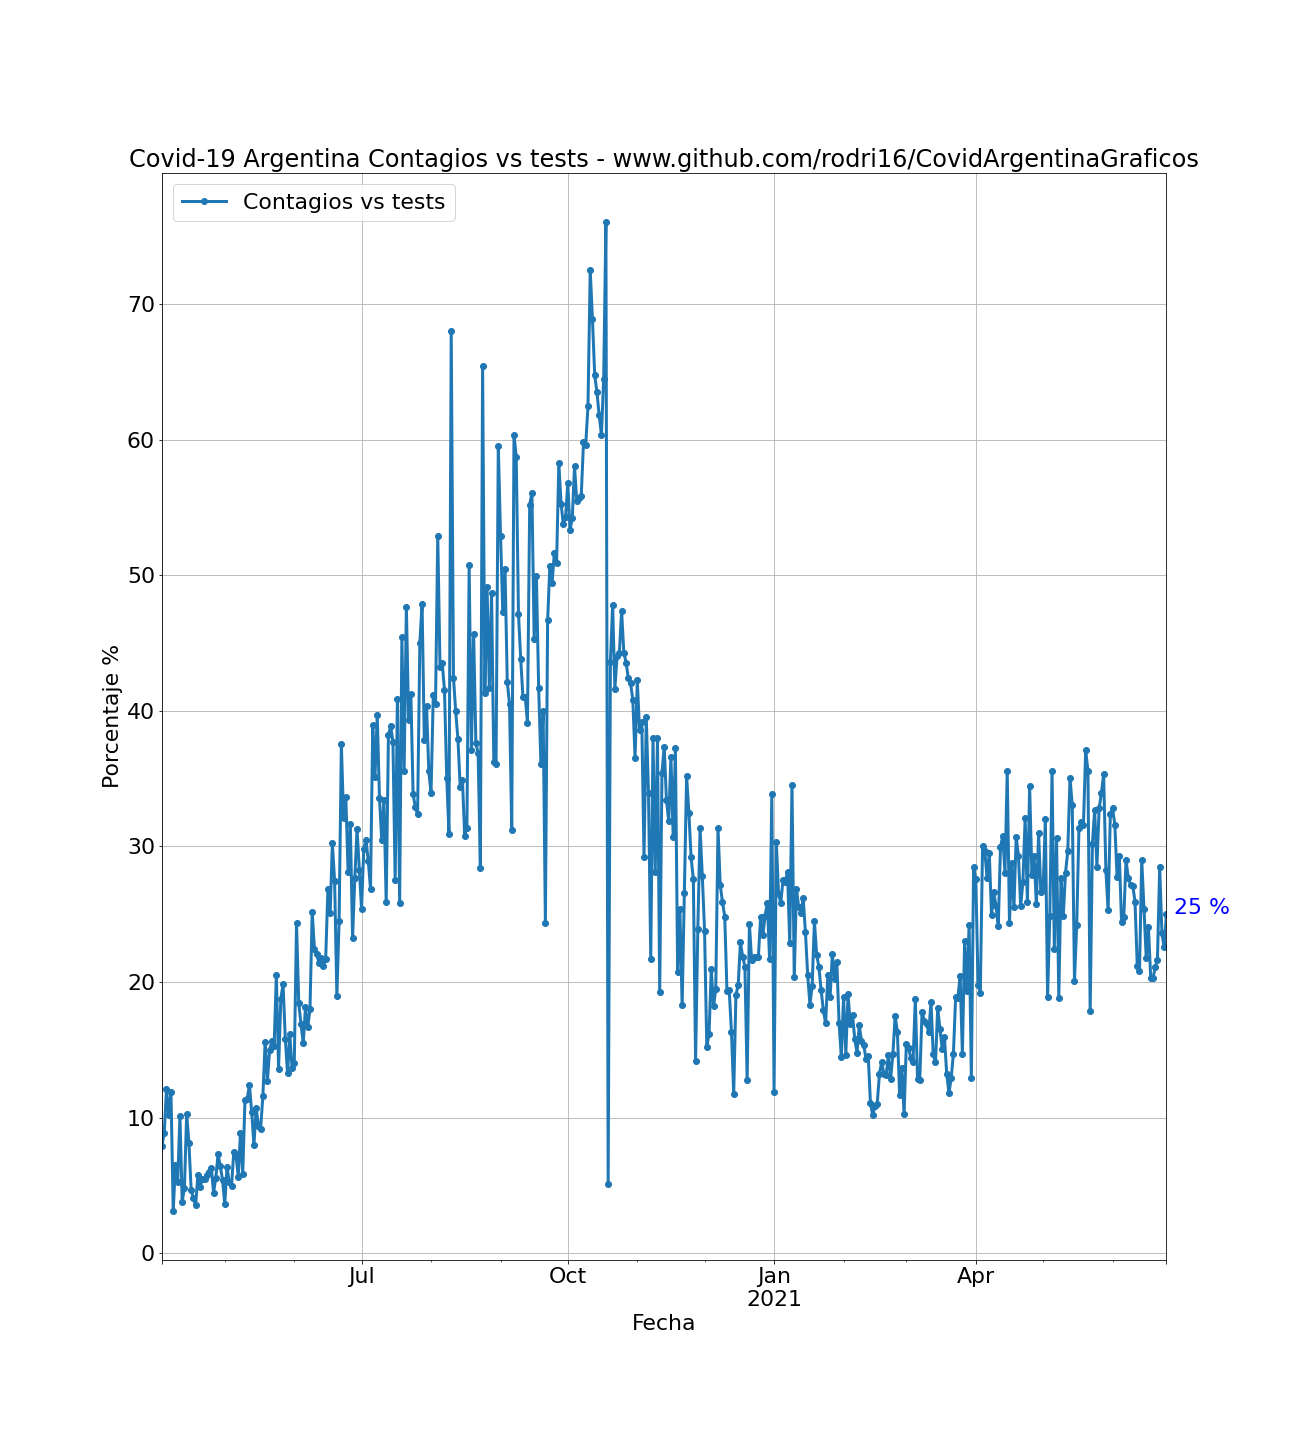 Covid-19 Argentina Contagios vs tests - www.github.com/rodri16/CovidArgentinaGraficos
Contagios vs tests
70
60
50
40
30
20
10
0
Porcentaje %
25 %
Jul
Oct
Jan
2021
Apr
Fecha